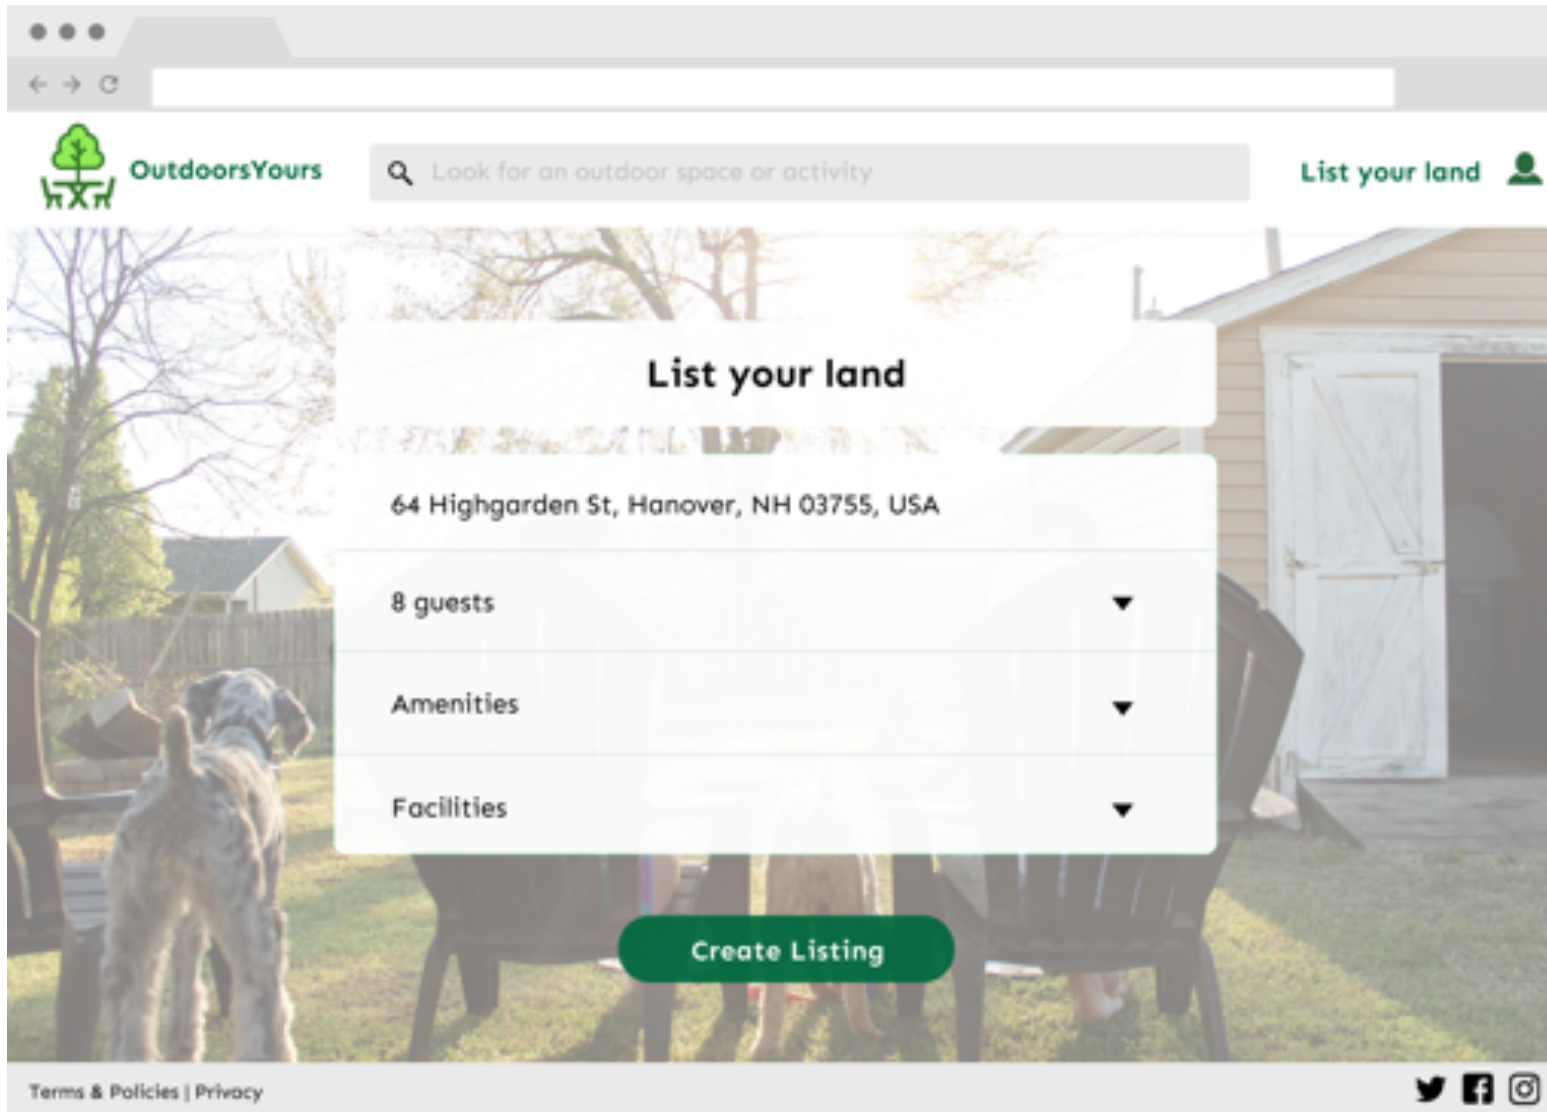 OutdoorsYours
Look for an outdoor space or activity
List your land
List your land
64 Highgarden St, Hanover, NH 03755, USA
8 guests
Amenities
Facilities
Create Listing
Terms & Policies | Privacy